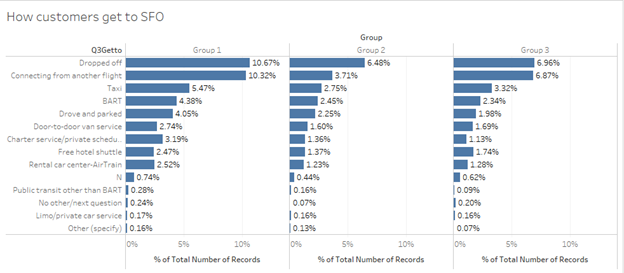 How customers get to SFO
Group
Q3Getto Group 1 Group 2 Group 3
Dropped off 10.67% 6.48% 6.96%
Connecting from another flight 10.32% 3.71% 6.87%
Taxi 5.47% 2.75% 3.32%
BART 4.38% 2.45% 2.34%
Drove and parked 4.05% 2.25% 1.98%
Door-to-door van service 2.74% 1.60% 1.69%
Charter service/private schedu.. 3.19% 1.36% 1.13%
Free hotel shuttle 2.47% 1.37% 1.74%
Rental car center-AirTrain 2.52% 1.23% 1.28%
N 0.74% 0.44% 0.62%
Public transit other than BART 0.28% 0.16% 0.09%
No other/next question 0.24% 0.07% 0.20%
Limo/private car service 0.17% 0.16% 0.16%
Other (specify) 0.16% 0.13% 0.07%
0% 5% 10% 0% 5% 10% 0% 5% 10%
% of Total Number of Records % of Total Number of Records % of Total Number of Records